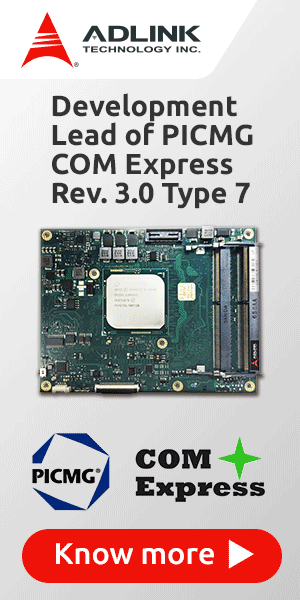 ADLINK
TECHNOLOGY INC.
Development
Lead of PICMG
COM Express
Rev. 3.0 Type 7
ADLINK
PICMG®
COM
Express
Know more